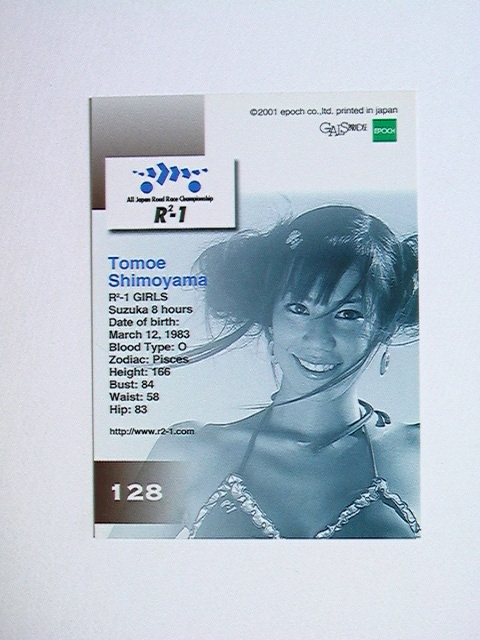 ©2001 epoch co.,ltd. printed in japan
GALS PARADISE EPOCH
All Japan Road Race Championship
R²-1
Tomoe
Shimoyama
R²-1 GIRLS
Suzuka 8 hours
Date of birth:
March 12, 1983
Blood Type: O
Zodiac: Pisces
Height: 166
Bust: 84
Waist: 58
Hip: 83
http://www.r2-1.com
128